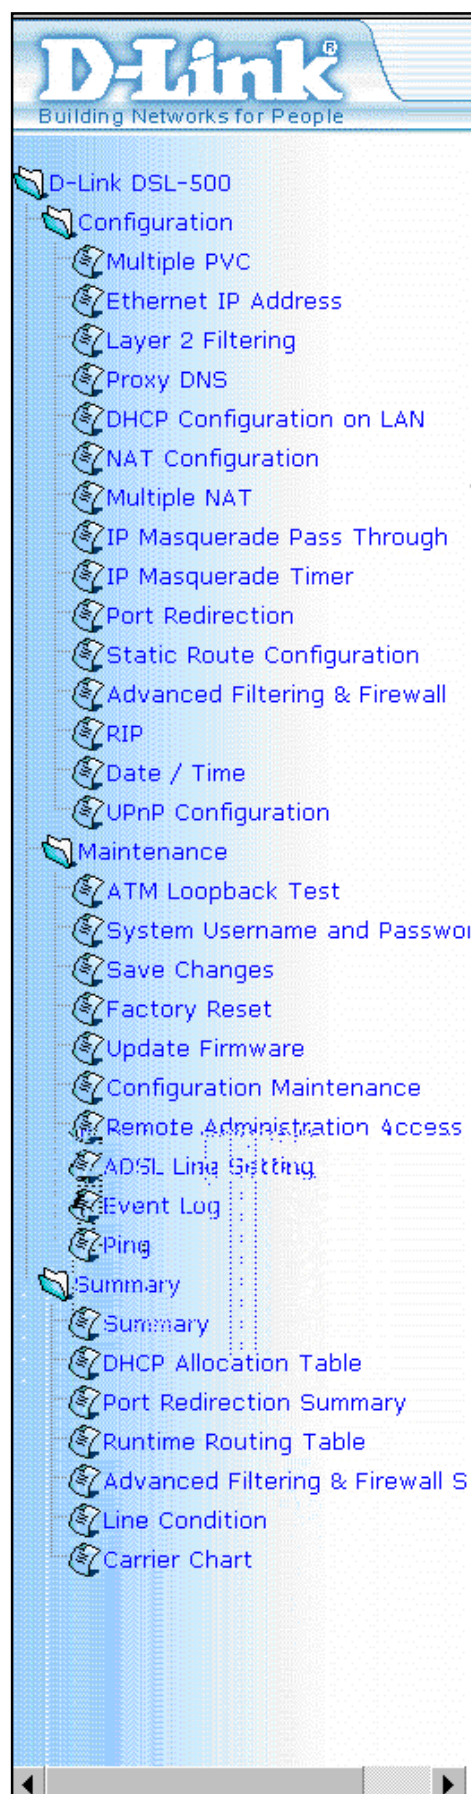 D-Link®
Building Networks for People
D-Link DSL-500
Configuration
Multiple PVC
Ethernet IP Address
Layer 2 Filtering
Proxy DNS
DHCP Configuration on LAN
NAT Configuration
Multiple NAT
IP Masquerade Pass Through
IP Masquerade Timer
Port Redirection
Static Route Configuration
Advanced Filtering & Firewall
RIP
Date / Time
UPnP Configuration
Maintenance
ATM Loopback Test
System Username and Passwor
Save Changes
Factory Reset
Update Firmware
Configuration Maintenance
Remote Administration Access
ADSL Line Setting
Event Log
Ping
Summary
Summary
DHCP Allocation Table
Port Redirection Summary
Runtime Routing Table
Advanced Filtering & Firewall S
Line Condition
Carrier Chart